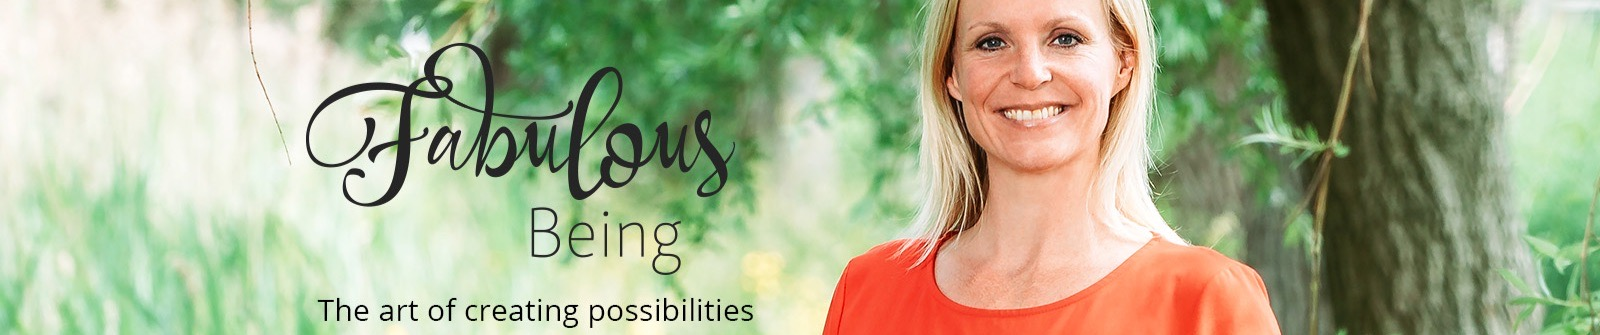 Fabulous
Being
The art of creating possibilities